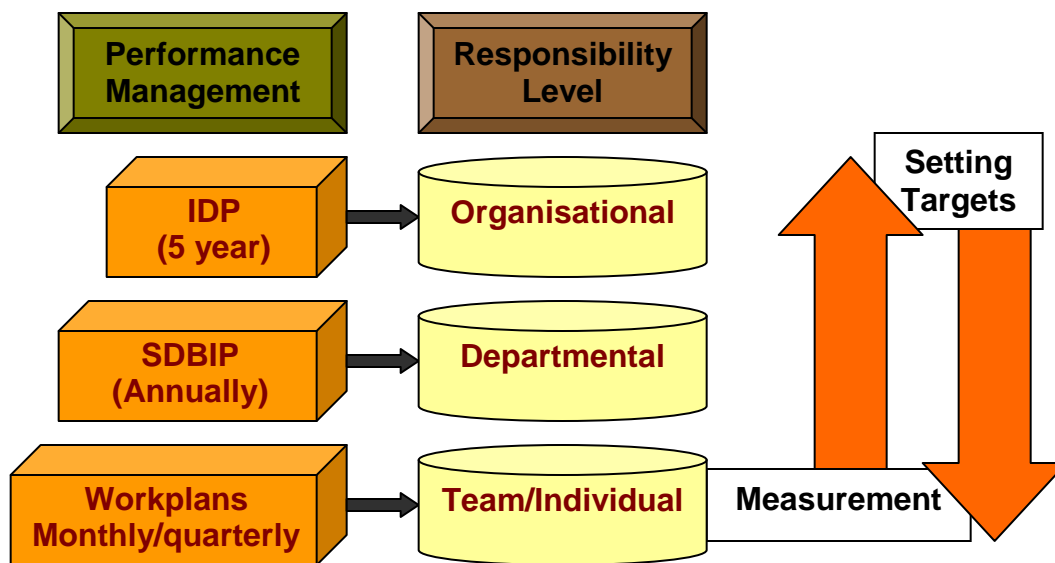 Performance
Management
Responsibility
Level
IDP
(5 year)
Organisational
Setting
Targets
SDBIP
(Annually)
Departmental
Workplans
Monthly/quarterly
Team/Individual
Measurement